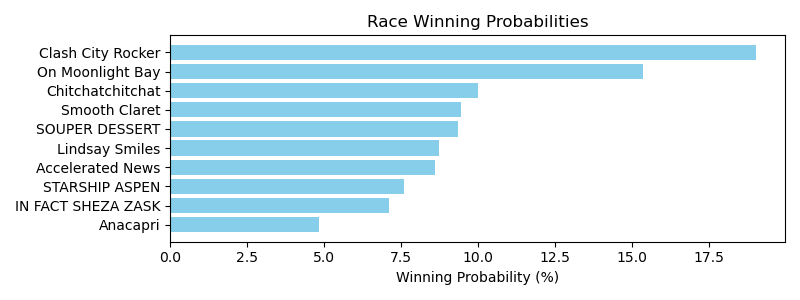 Race Winning Probabilities
Clash City Rocker
On Moonlight Bay
Chitchatchitchat
Smooth Claret
SOUPER DESSERT
Lindsay Smiles
Accelerated News
STARSHIP ASPEN
IN FACT SHEZA ZASK
Anacapri
0.0 2.5 5.0 7.5 10.0 12.5 15.0 17.5
Winning Probability (%)